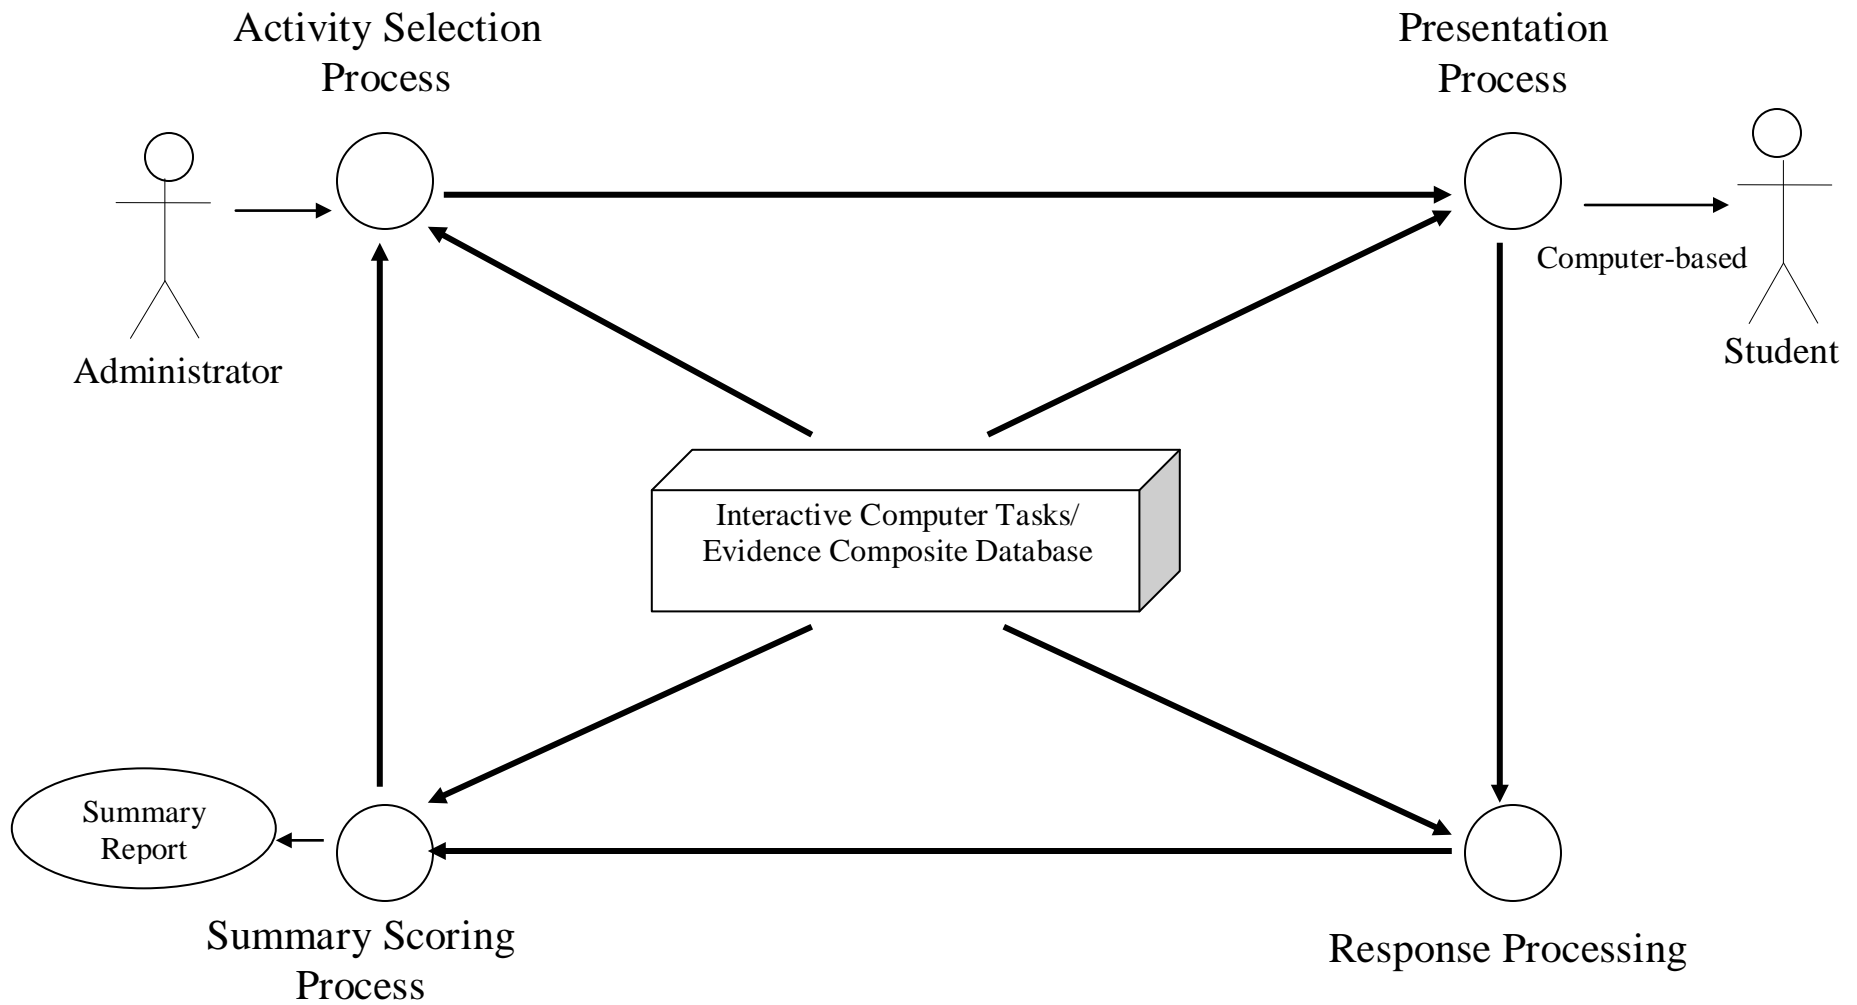 Activity Selection
Process
Presentation
Process
Computer-based
Administrator
Student
Interactive Computer Tasks/
Evidence Composite Database
Summary
Report
Summary Scoring
Process
Response Processing